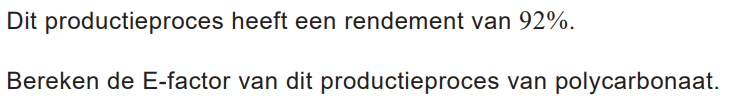 Dit productieproces heeft een rendement van 92%.
Bereken de E-factor van dit productieproces van polycarbonaat.